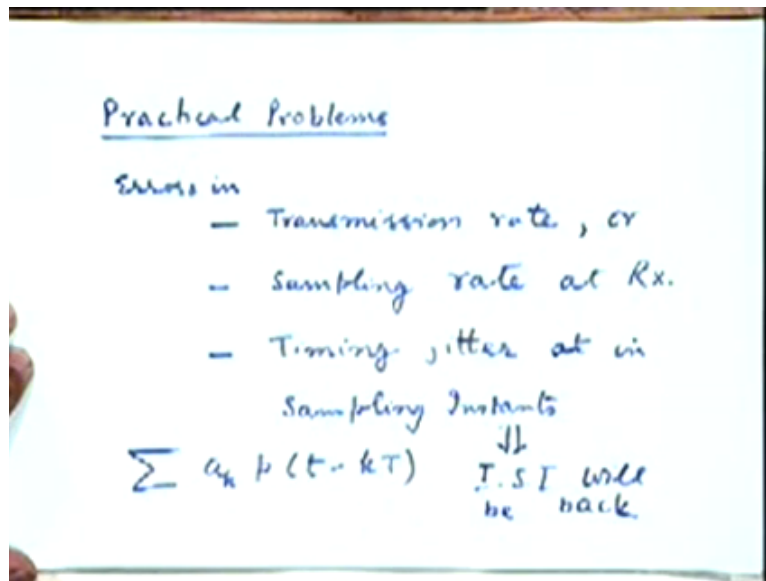 Practical Problems
Errors in
– Transmission rate, or
– Sampling rate at Rx.
– Timing jitter at in
Sampling Instants
⇓
∑ aₖ p(t-kT) I.S I will
be back